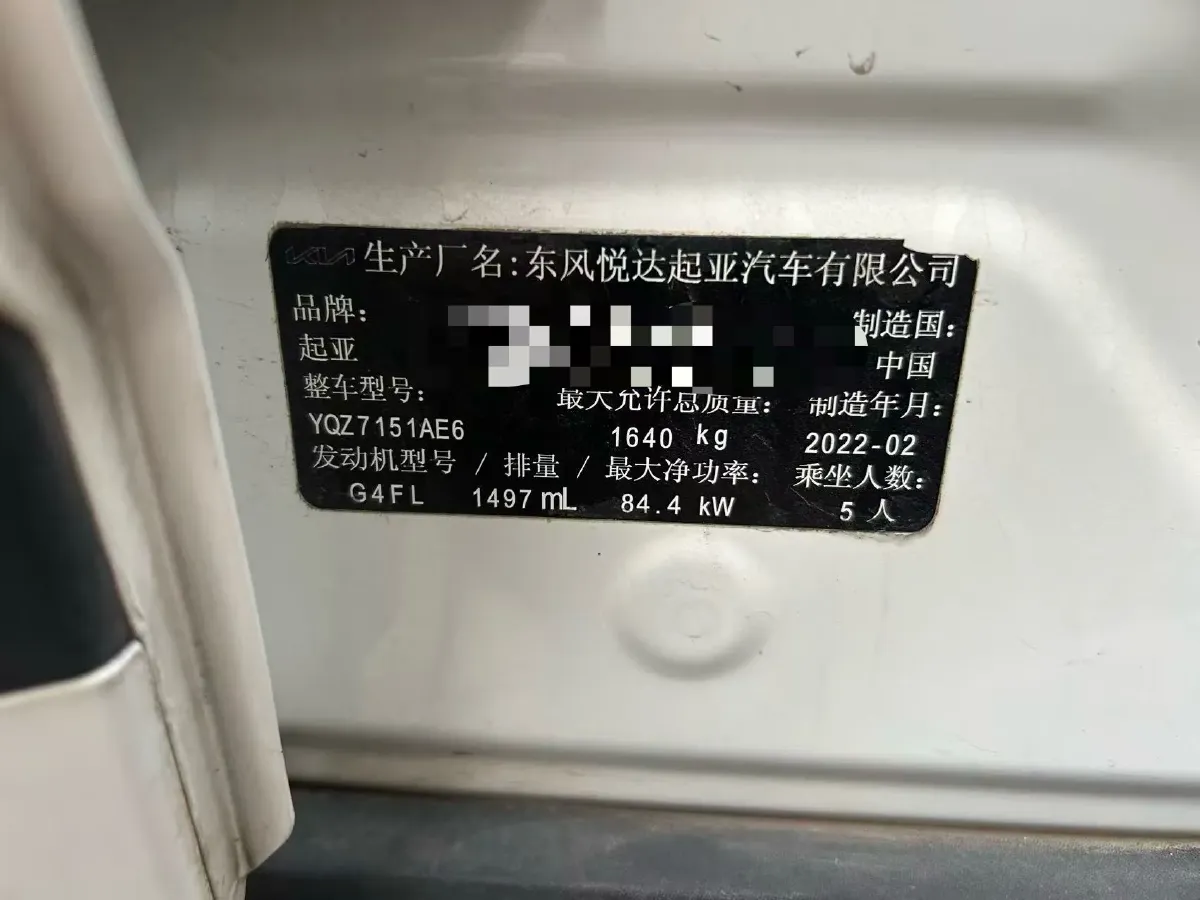 KIA 生产厂名:东风悦达起亚汽车有限公司
品牌: 制造国:
起亚 中国
整车型号: 最大允许总质量: 制造年月:
YQZ7151AE6 1640 kg 2022-02
发动机型号 / 排量 / 最大净功率: 乘坐人数:
G4FL 1497 mL 84.4 kW 5 人